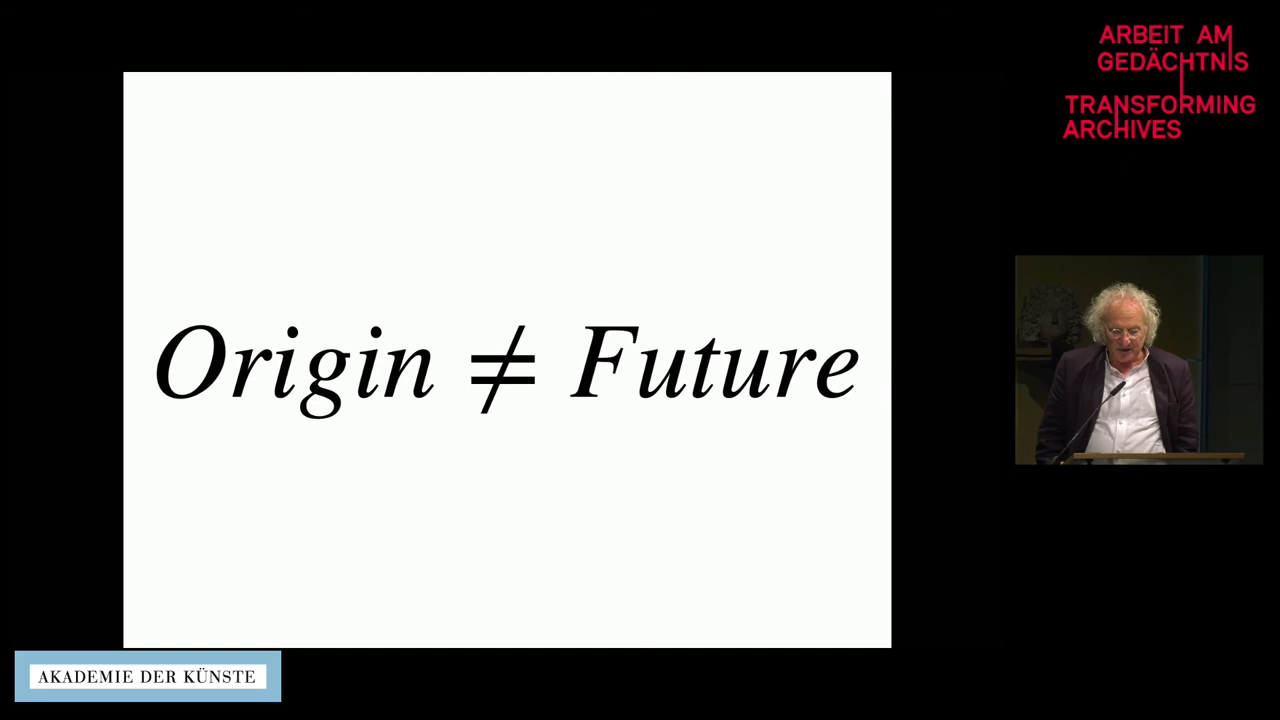 ARBEIT AM
GEDÄCHTNIS
TRANSFORMING
ARCHIVES
Origin ≠ Future
AKADEMIE DER KÜNSTE